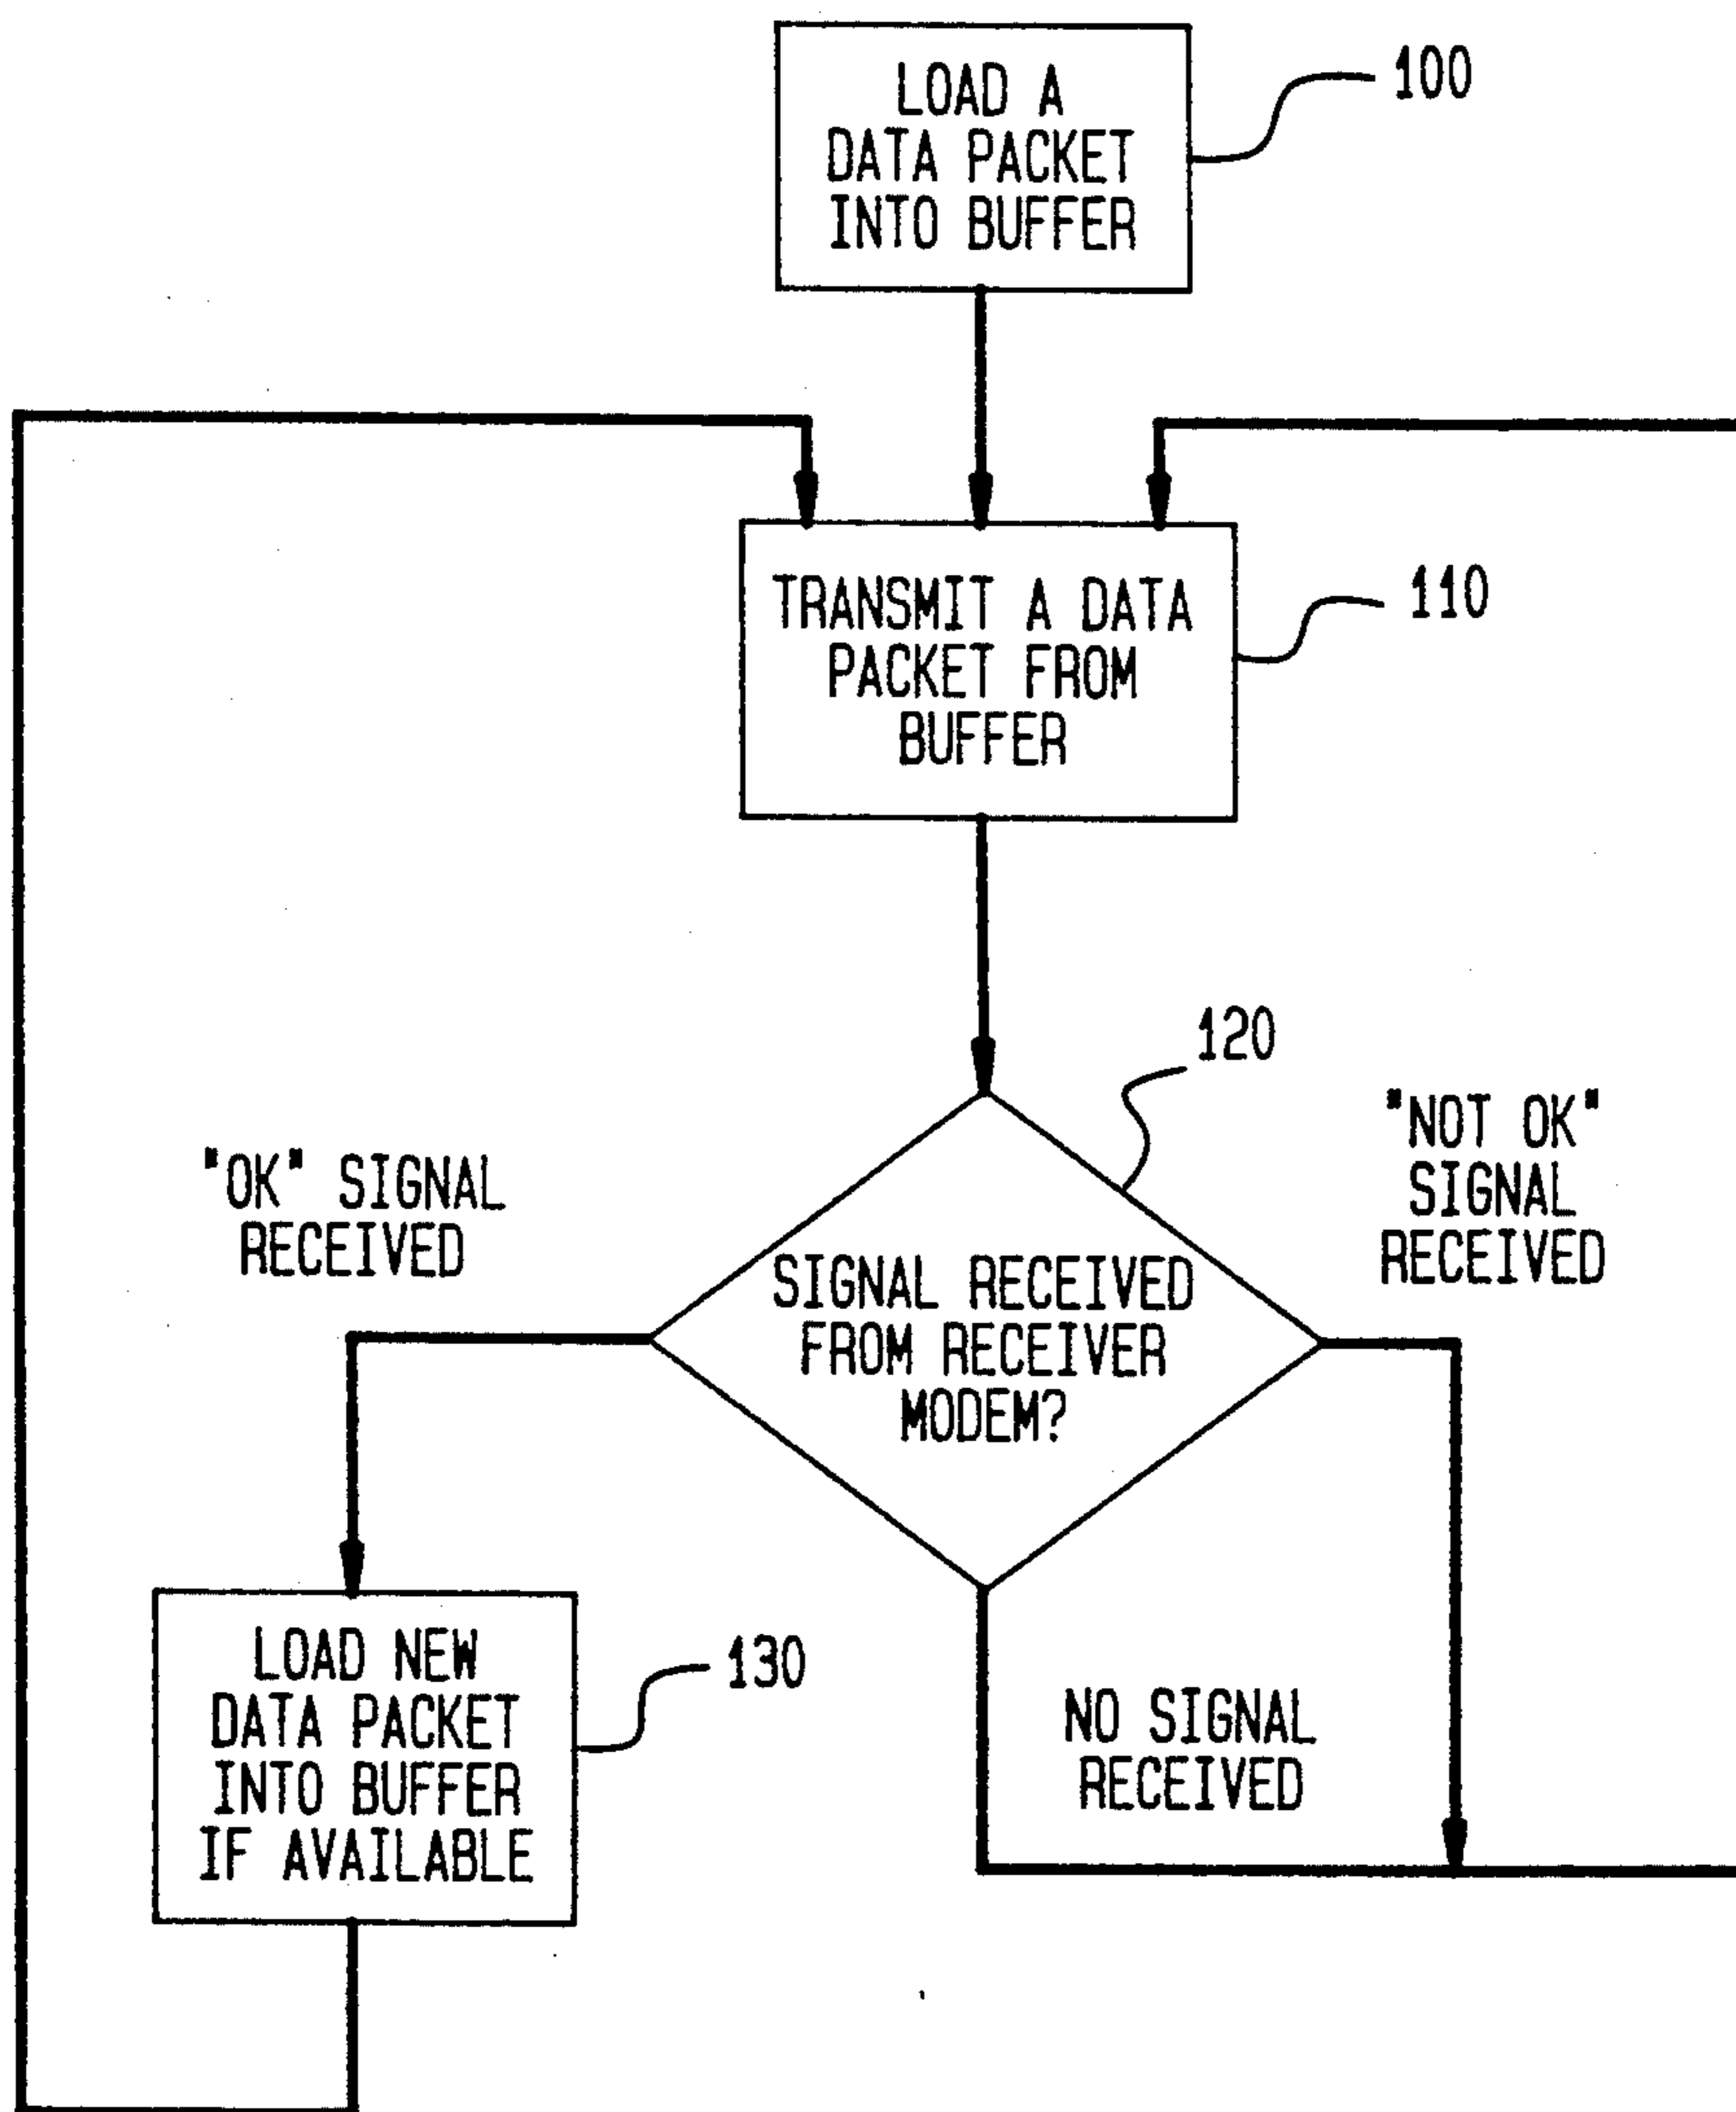 LOAD A
DATA PACKET
INTO BUFFER
100
TRANSMIT A DATA
PACKET FROM
BUFFER
110
120
"OK" SIGNAL
RECEIVED
"NOT OK"
SIGNAL
RECEIVED
SIGNAL RECEIVED
FROM RECEIVER
MODEM?
LOAD NEW
DATA PACKET
INTO BUFFER
IF AVAILABLE
130
NO SIGNAL
RECEIVED